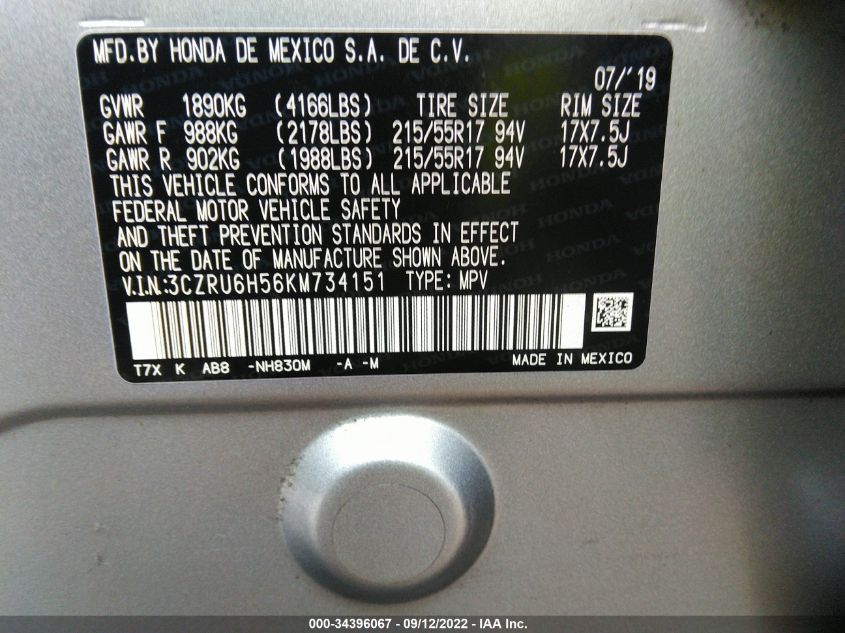 MFD.BY HONDA DE MEXICO S.A. DE C.V.
07/'19
GVWR 1890KG (4166LBS) TIRE SIZE RIM SIZE
GAWR F 988KG (2178LBS) 215/55R17 94V 17X7.5J
GAWR R 902KG (1988LBS) 215/55R17 94V 17X7.5J
THIS VEHICLE CONFORMS TO ALL APPLICABLE
FEDERAL MOTOR VEHICLE SAFETY
AND THEFT PREVENTION STANDARDS IN EFFECT
ON THE DATE OF MANUFACTURE SHOWN ABOVE.
V.I.N.:3CZRU6H56KM734151 TYPE: MPV
T7X K AB8 -NH830M -A -M MADE IN MEXICO
000-34396067 - 09/12/2022 - IAA Inc.